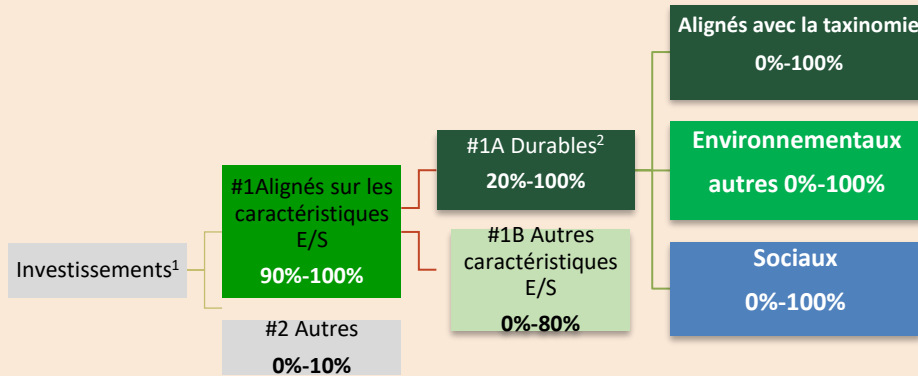 Investissements1
#1Alignés sur les
caractéristiques
E/S
90%-100%
#2 Autres
0%-10%
#1A Durables2
20%-100%
#1B Autres
caractéristiques
E/S
0%-80%
Alignés avec la taxinomie
0%-100%
Environnementaux
autres 0%-100%
Sociaux
0%-100%